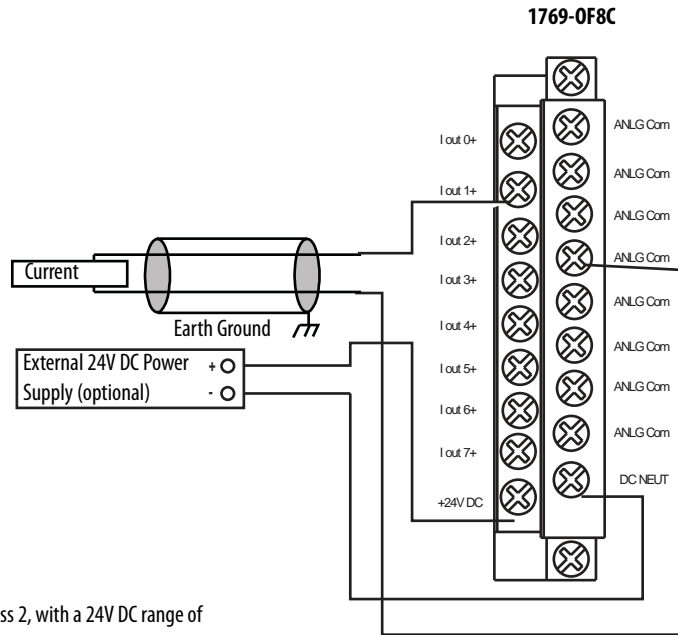 1769-OF8C
ANLG Com
I out 0+
ANLG Com
I out 1+
ANLG Com
I out 2+
ANLG Com
Current
I out 3+
ANLG Com
Earth Ground
I out 4+
ANLG Com
External 24V DC Power +
I out 5+
ANLG Com
Supply (optional) -
I out 6+
ANLG Com
I out 7+
DC NEUT
+24V DC
ss 2, with a 24V DC range of